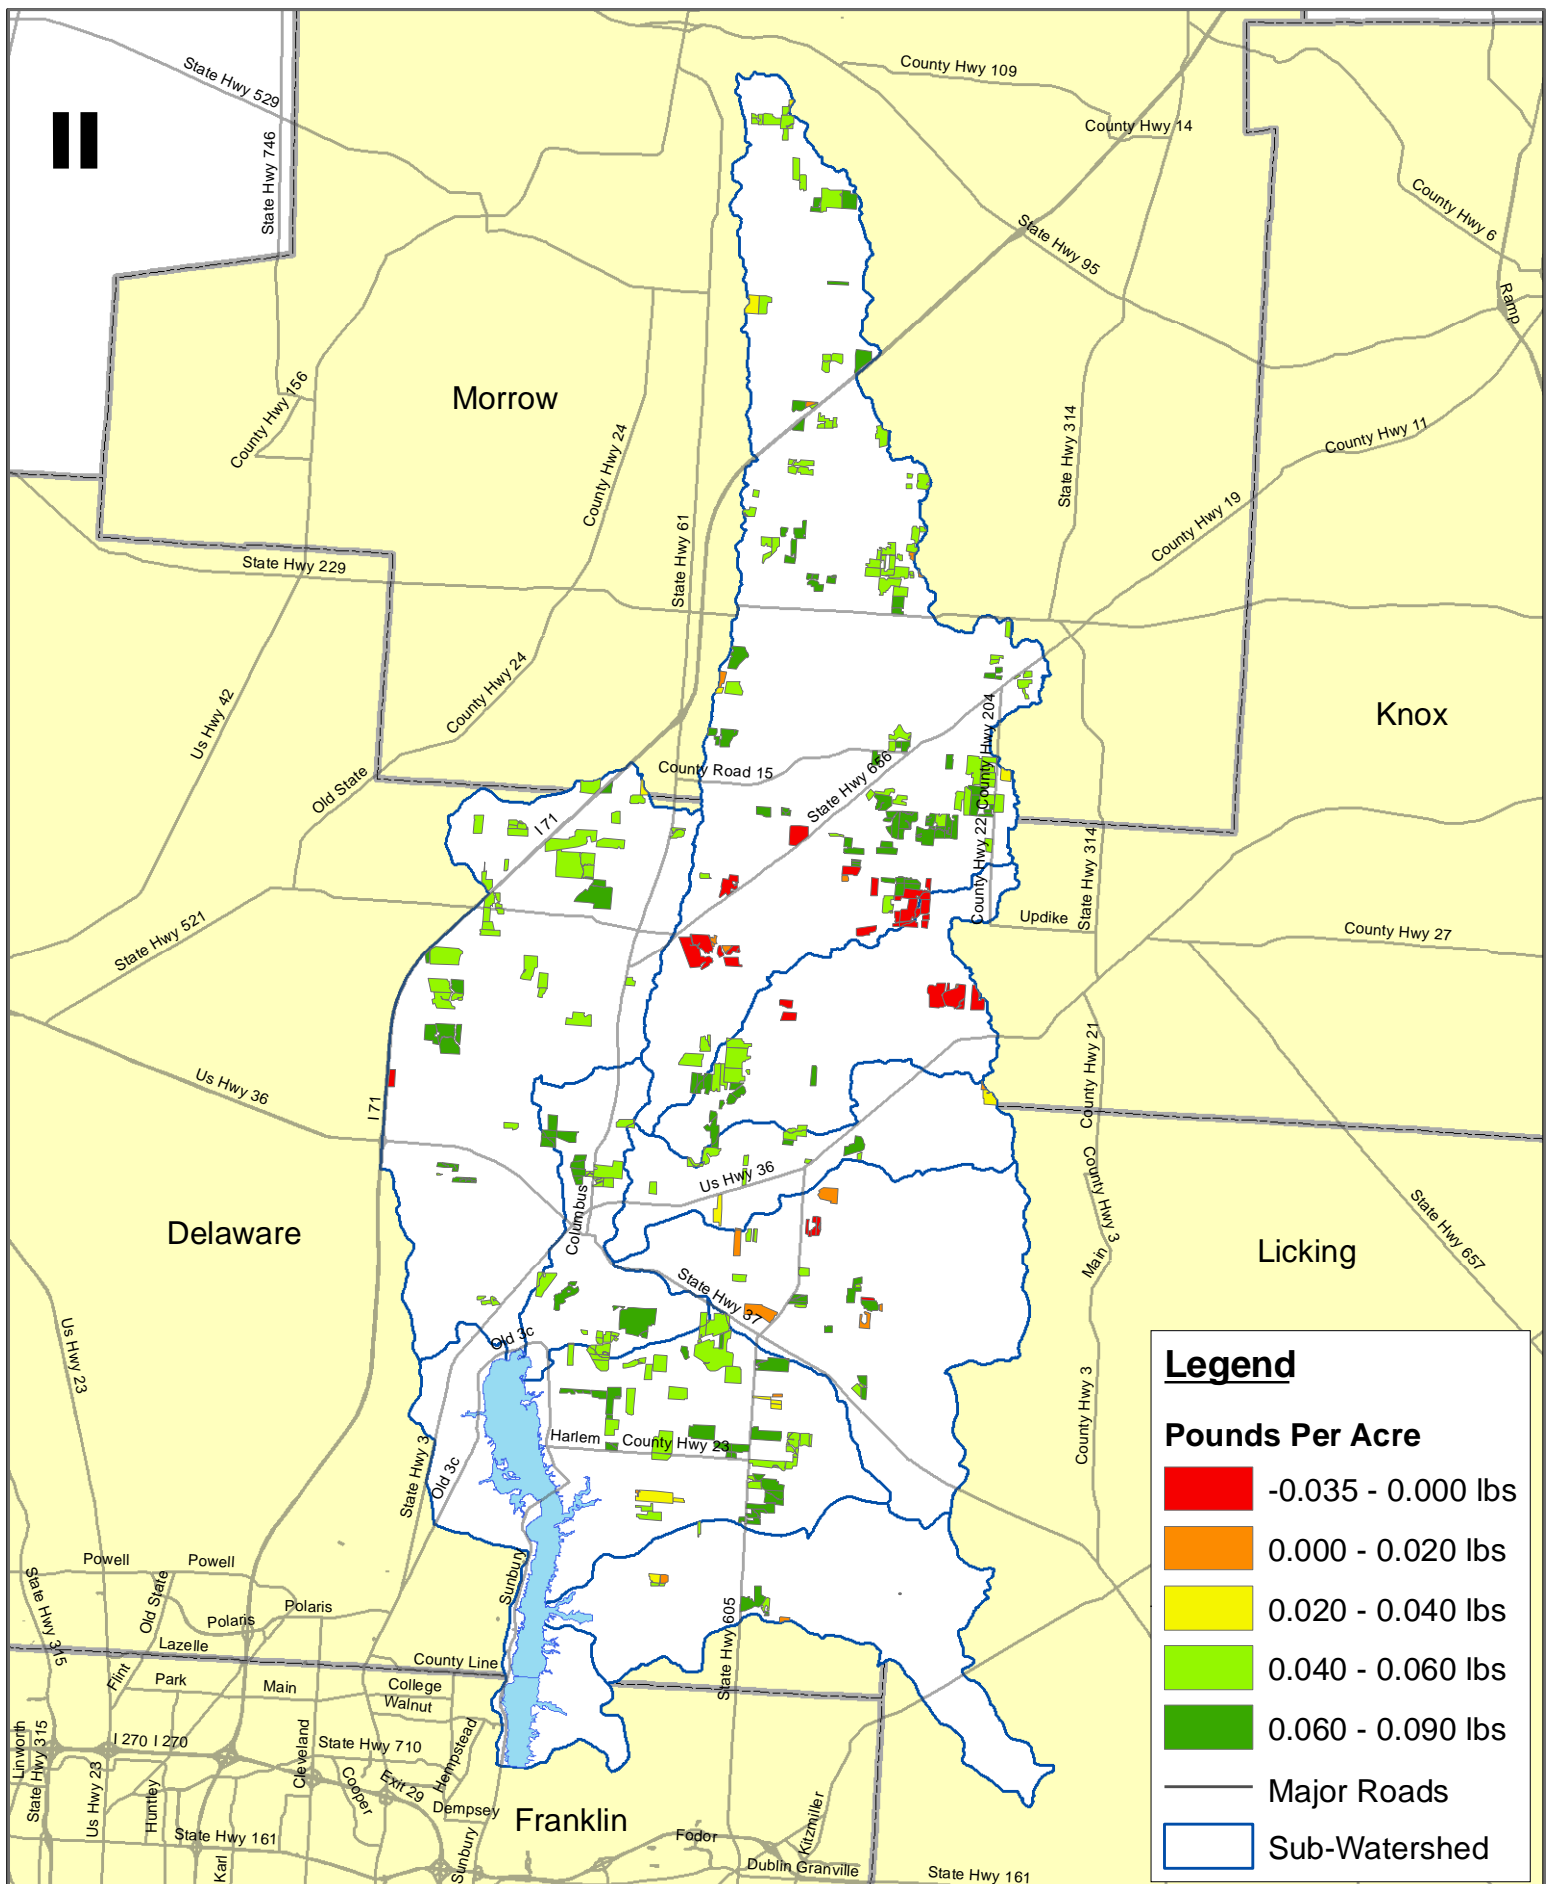 II
County Hwy 109
State Hwy 529
County Hwy 14
State Hwy 746
County Hwy 6
State Hwy 95
Ramp
County Hwy 156
Morrow
County Hwy 24
State Hwy 314
County Hwy 11
County Hwy 19
State Hwy 61
State Hwy 229
County Hwy 24
Us Hwy 42
Knox
County Hwy 204
Old State
County Road 15
State Hwy 656
I 71
County Hwy 22
State Hwy 314
State Hwy 521
Updike
County Hwy 27
Us Hwy 36
I 71
County Hwy 21
County Hwy 3
Us Hwy 36
State Hwy 657
Columbus
Delaware
Main
Licking
State Hwy 37
Us Hwy 23
Old 3c
County Hwy 3
State Hwy 3
Old 3c
Harlem
County Hwy 23
Sunbury
Powell
Powell
State Hwy 315
Old State
Polaris
Polaris
Lazelle
County Line
State Hwy 605
Flint
Park
Main
College
Walnut
Linworth
State Hwy 315
I 270
I 270
Cleveland
State Hwy 710
Hempstead
Us Hwy 23
Huntley
Cooper
Exit 29
Dempsey
Franklin
Kitzmiller
State Hwy 161
Karl
Sunbury
Fodor
Dublin Granville
State Hwy 161
Legend
Pounds Per Acre
-0.035 - 0.000 lbs
0.000 - 0.020 lbs
0.020 - 0.040 lbs
0.040 - 0.060 lbs
0.060 - 0.090 lbs
Major Roads
Sub-Watershed